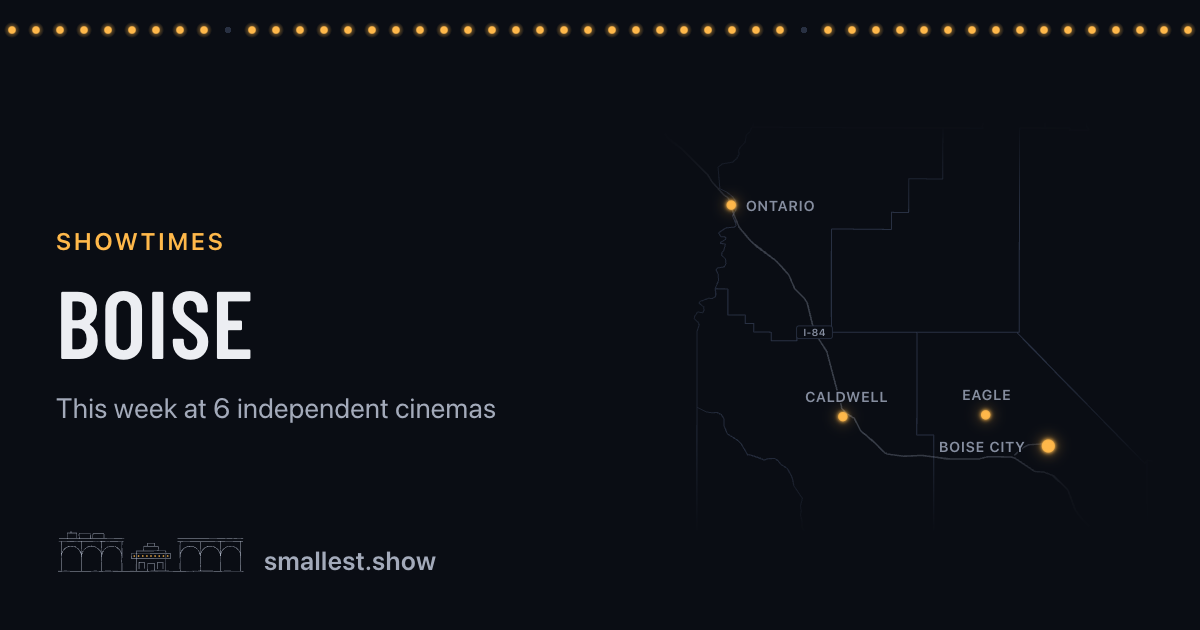 SHOWTIMES
BOISE
This week at 6 independent cinemas
smallest.show
ONTARIO
I-84
CALDWELL
EAGLE
BOISE CITY